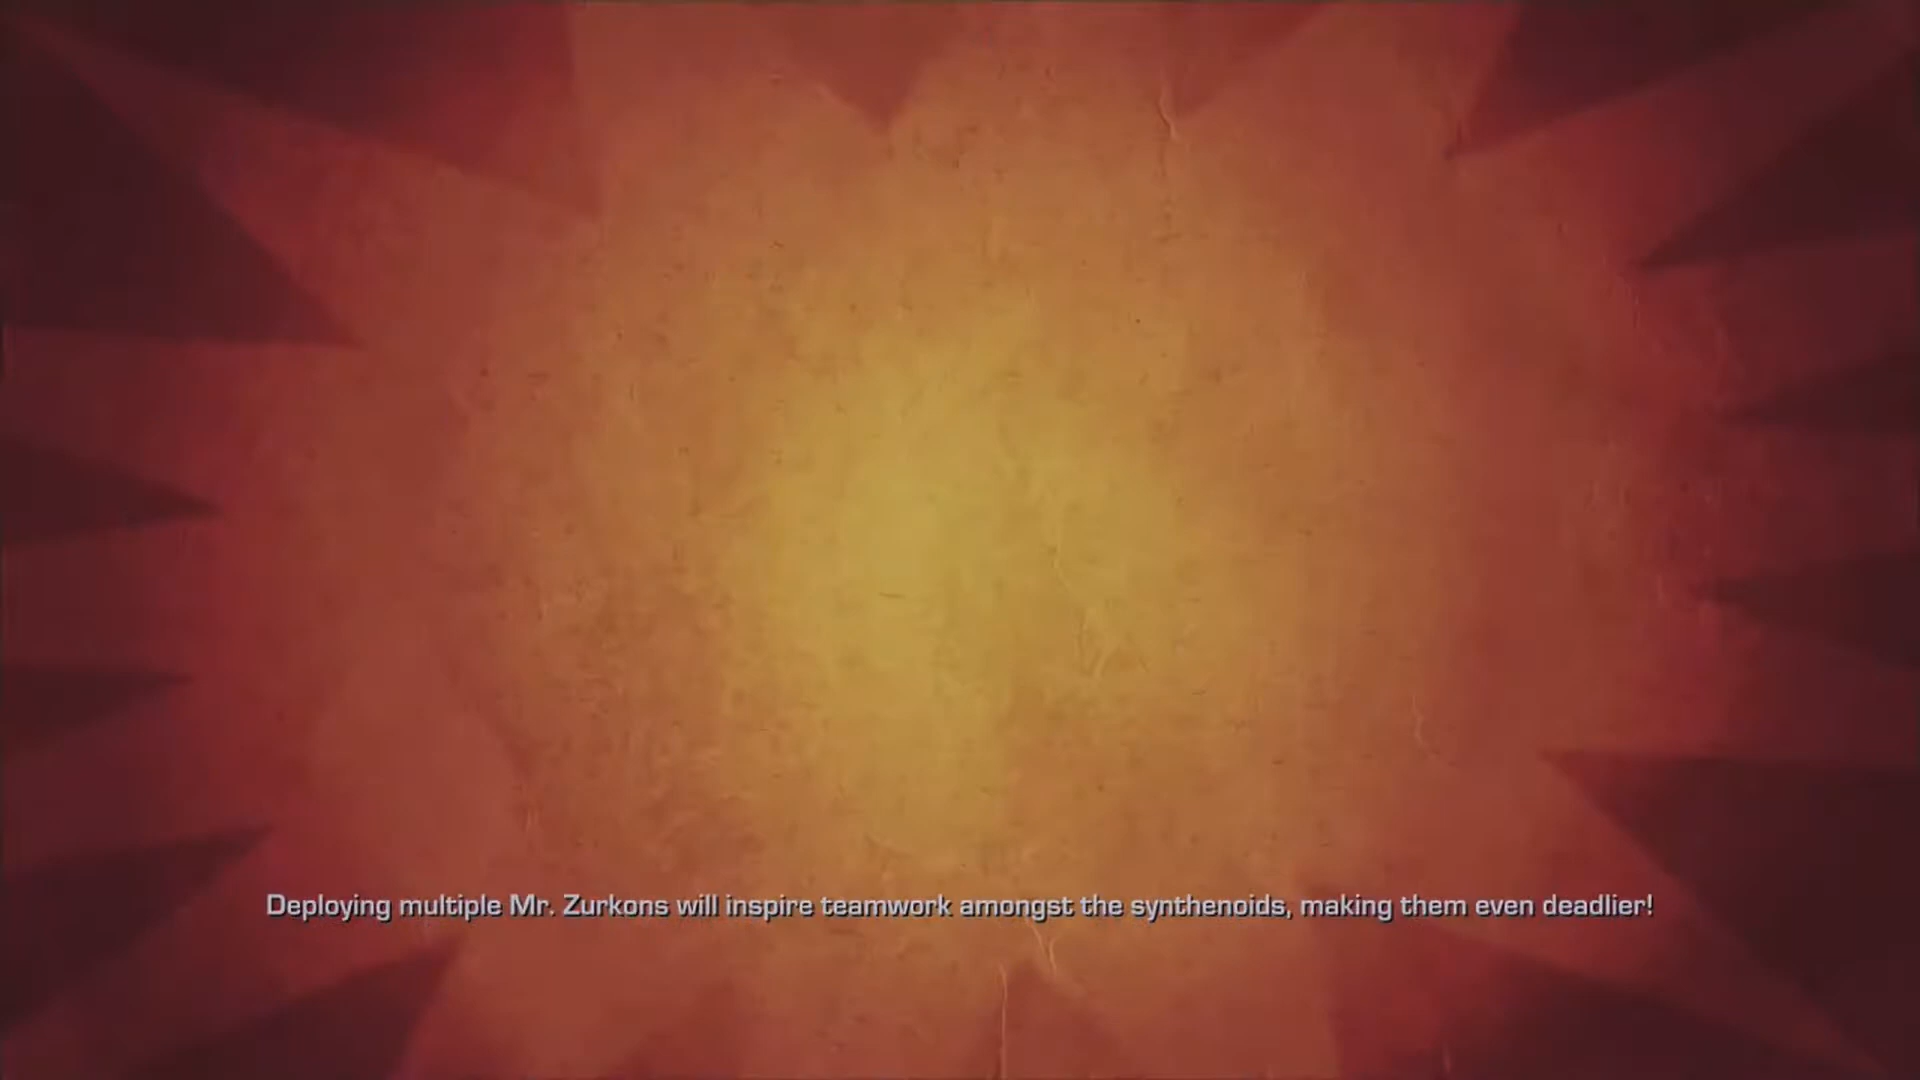 Deploying multiple Mr. Zurkons will inspire teamwork amongst the synthenoids, making them even deadlier!